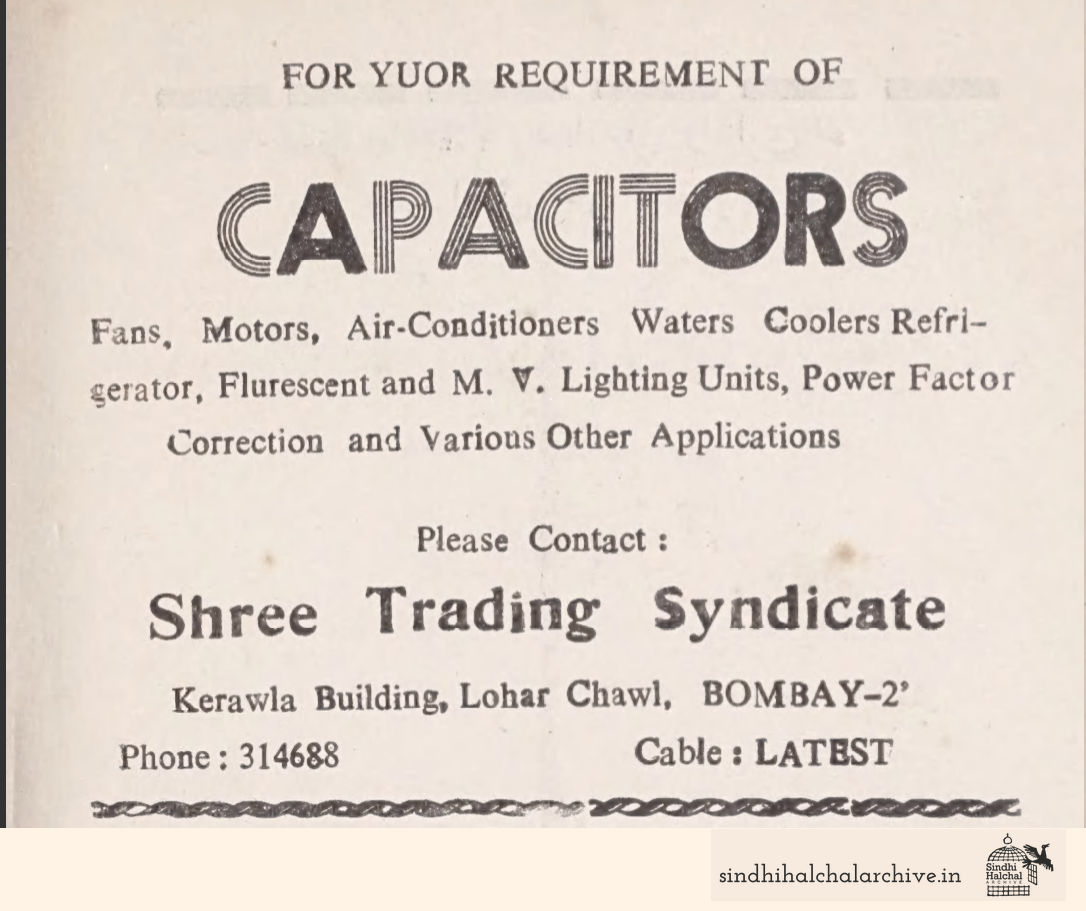 FOR YUOR REQUIREMENT OF
CAPACITORS
Fans, Motors, Air-Conditioners Waters Coolers Refri-
gerator, Flurescent and M. V. Lighting Units, Power Factor
Correction and Various Other Applications
Please Contact :
Shree Trading Syndicate
Kerawla Building, Lohar Chawl, BOMBAY-2'
Phone : 314688 Cable : LATEST
sindhihalchalarchive.in
Sindhi
Halchal
ARCHIVE